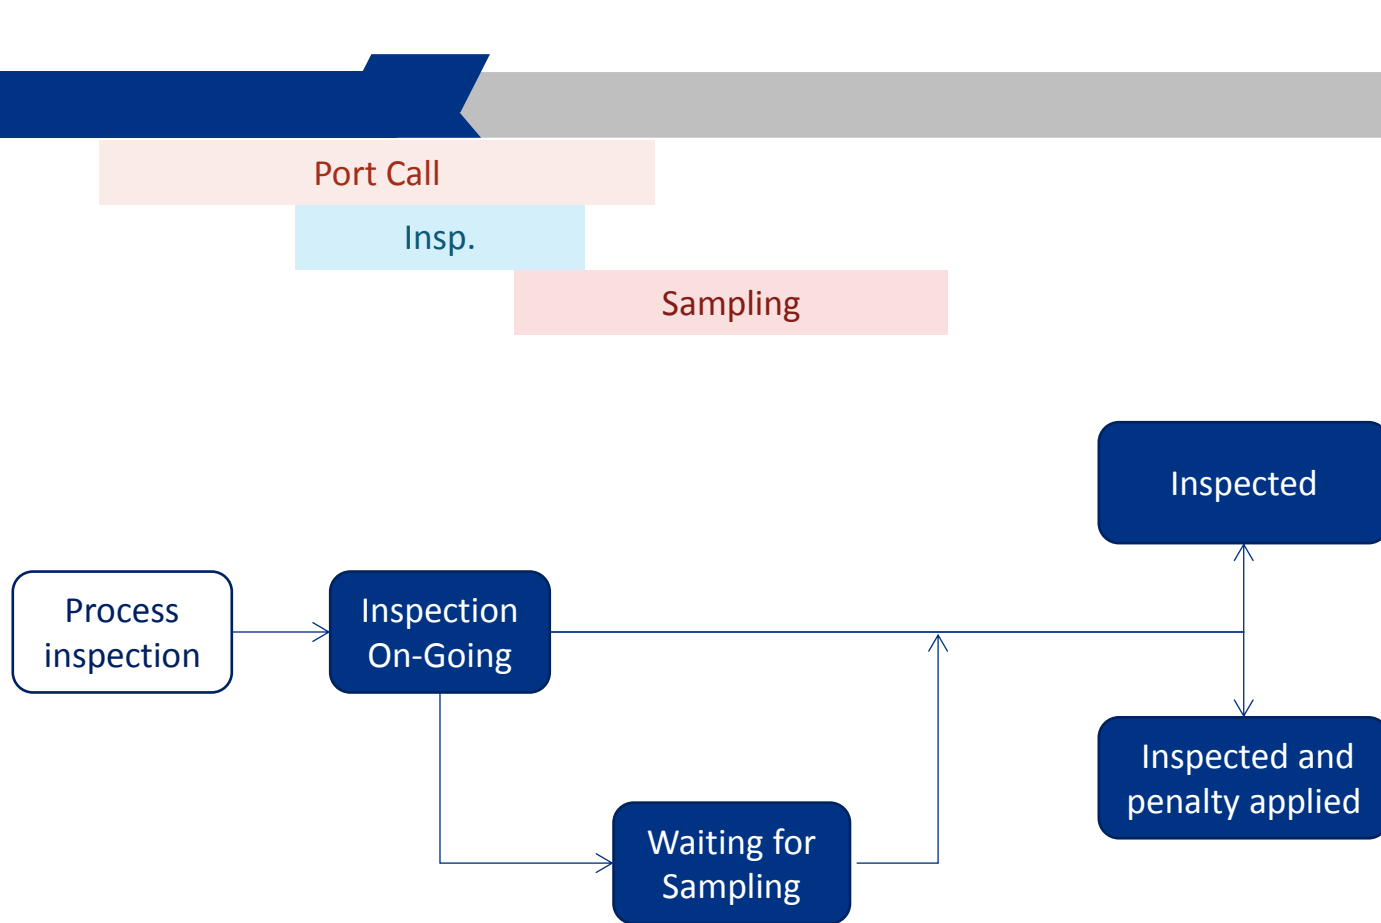 Port Call
Insp.
Sampling
Inspected
Process
inspection
Inspection
On-Going
Inspected and
penalty applied
Waiting for
Sampling